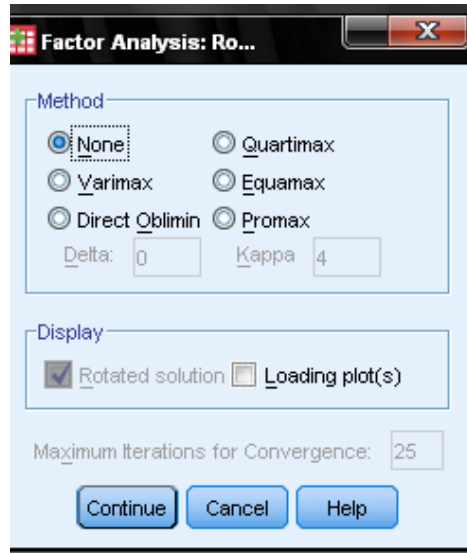 Factor Analysis: Ro...
Method
None Quartimax
Varimax Equamax
Direct Oblimin Promax
Delta: 0 Kappa 4
Display
Rotated solution Loading plot(s)
Maximum Iterations for Convergence: 25
Continue Cancel Help